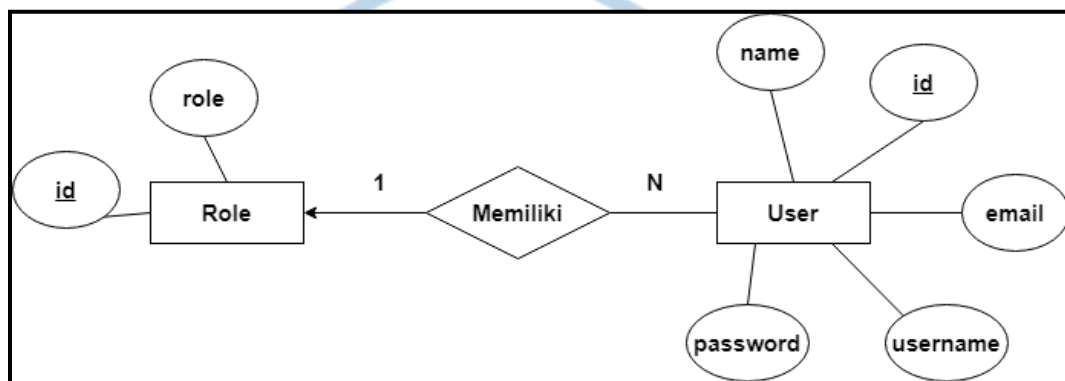 name
role
id
id
1
N
Role
Memiliki
User
email
password
username